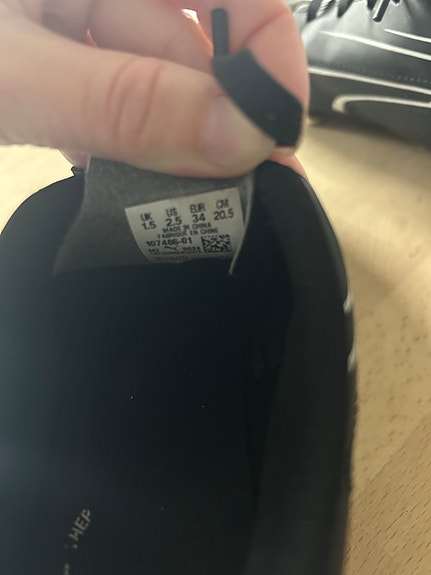 UK US EUR CM
1.5 2.5 34 20.5
MADE IN CHINA
FABRIQUÉ EN CHINE
107486-01